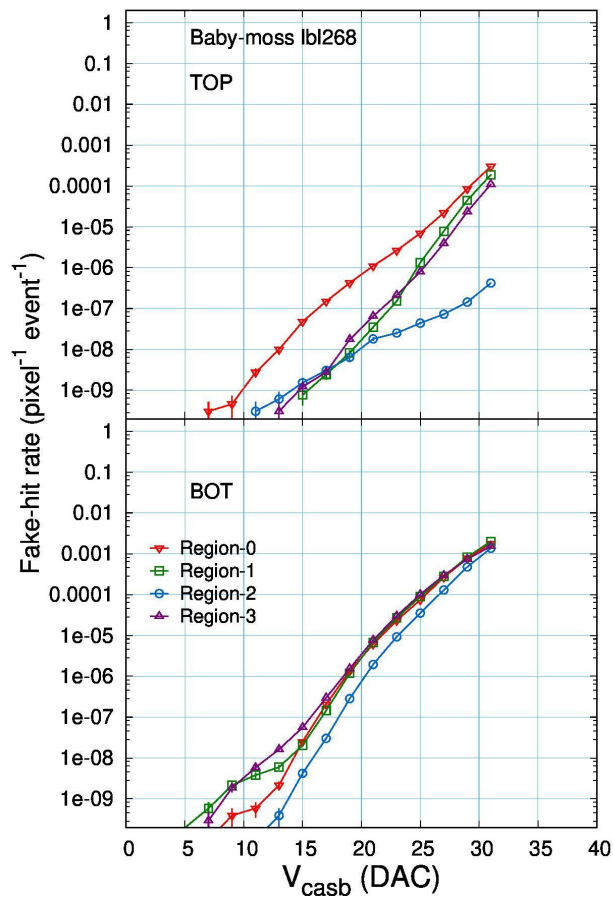 Baby-moss lbl268
TOP
1
0.1
0.01
0.001
0.0001
1e-05
1e-06
1e-07
1e-08
1e-09
Fake-hit rate (pixel⁻¹ event⁻¹)
BOT
1
0.1
0.01
0.001
0.0001
1e-05
1e-06
1e-07
1e-08
1e-09
Region-0
Region-1
Region-2
Region-3
0 5 10 15 20 25 30 35 40
V_casb (DAC)